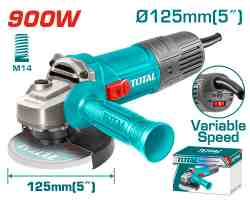 900W
Ø125mm(5")
M14
TOTAL
Variable
Speed
125mm(5")
TOTAL